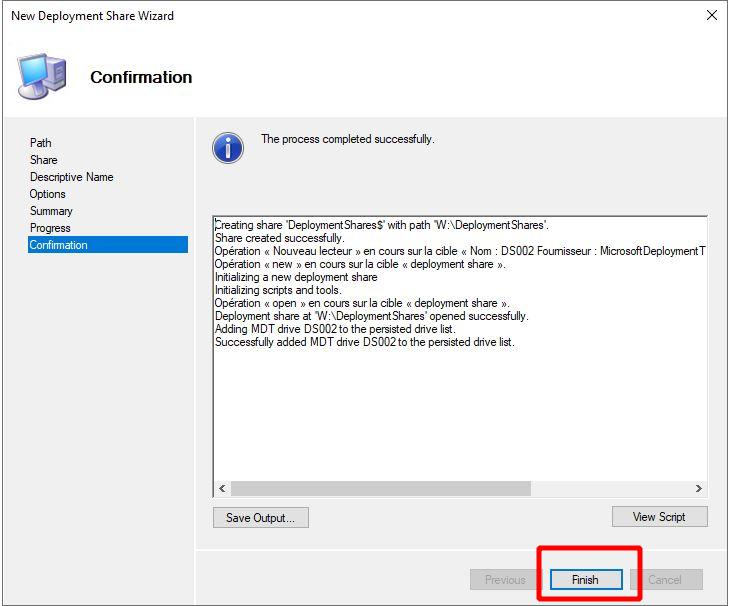 New Deployment Share Wizard
Confirmation
Path
Share
Descriptive Name
Options
Summary
Progress
Confirmation
The process completed successfully.
Creating share 'DeploymentShares$' with path 'W:\DeploymentShares'.
Share created successfully.
Opération « Nouveau lecteur » en cours sur la cible « Nom : DS002 Fournisseur : MicrosoftDeploymentT
Opération « new » en cours sur la cible « deployment share ».
Initializing a new deployment share
Initializing scripts and tools.
Opération « open » en cours sur la cible « deployment share ».
Deployment share at 'W:\DeploymentShares' opened successfully.
Adding MDT drive DS002 to the persisted drive list.
Successfully added MDT drive DS002 to the persisted drive list.
Save Output...
View Script
Previous
Finish
Cancel